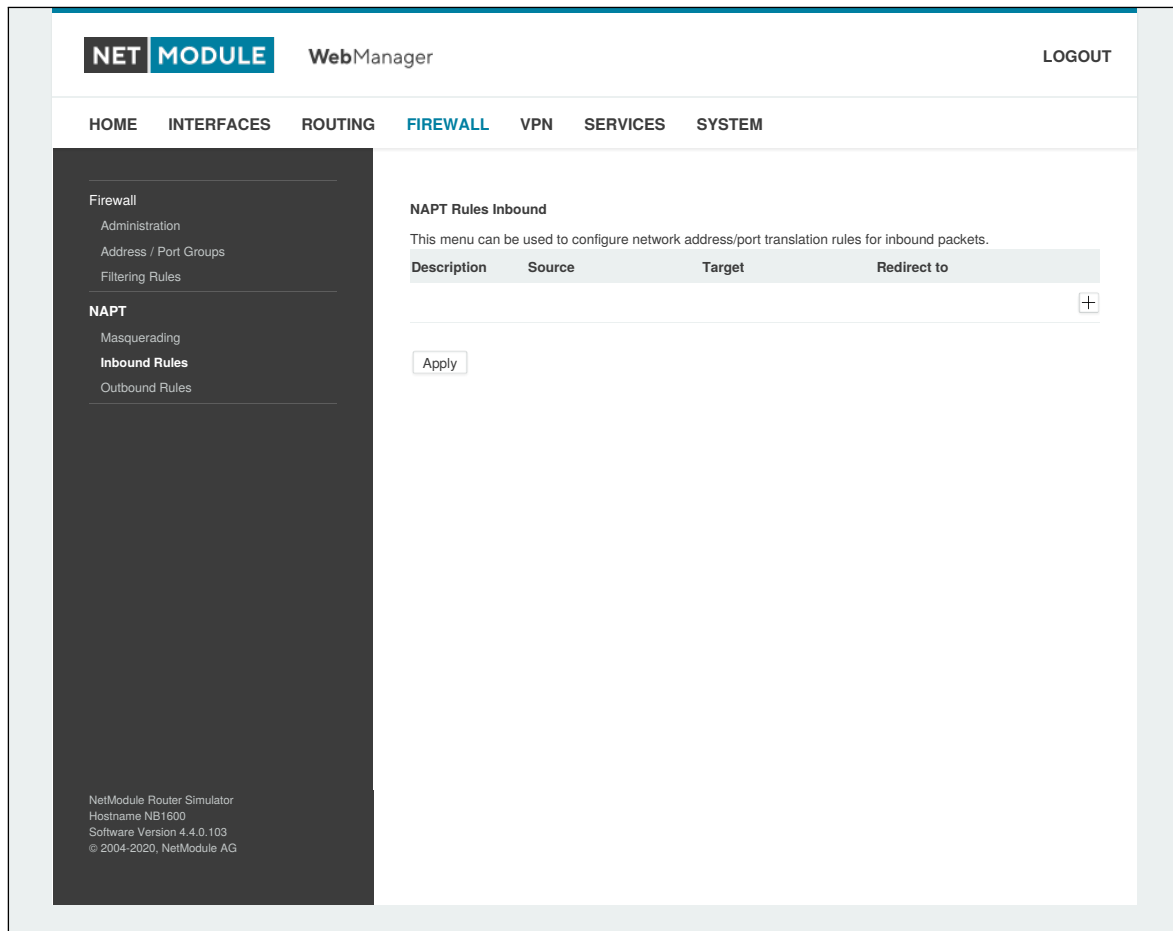 NET MODULE WebManager LOGOUT
HOME INTERFACES ROUTING FIREWALL VPN SERVICES SYSTEM
Firewall
Administration
Address / Port Groups
Filtering Rules
NAPT
Masquerading
Inbound Rules
Outbound Rules
NAPT Rules Inbound
This menu can be used to configure network address/port translation rules for inbound packets.
Description Source Target Redirect to
Apply
NetModule Router Simulator
Hostname NB1600
Software Version 4.4.0.103
© 2004-2020, NetModule AG